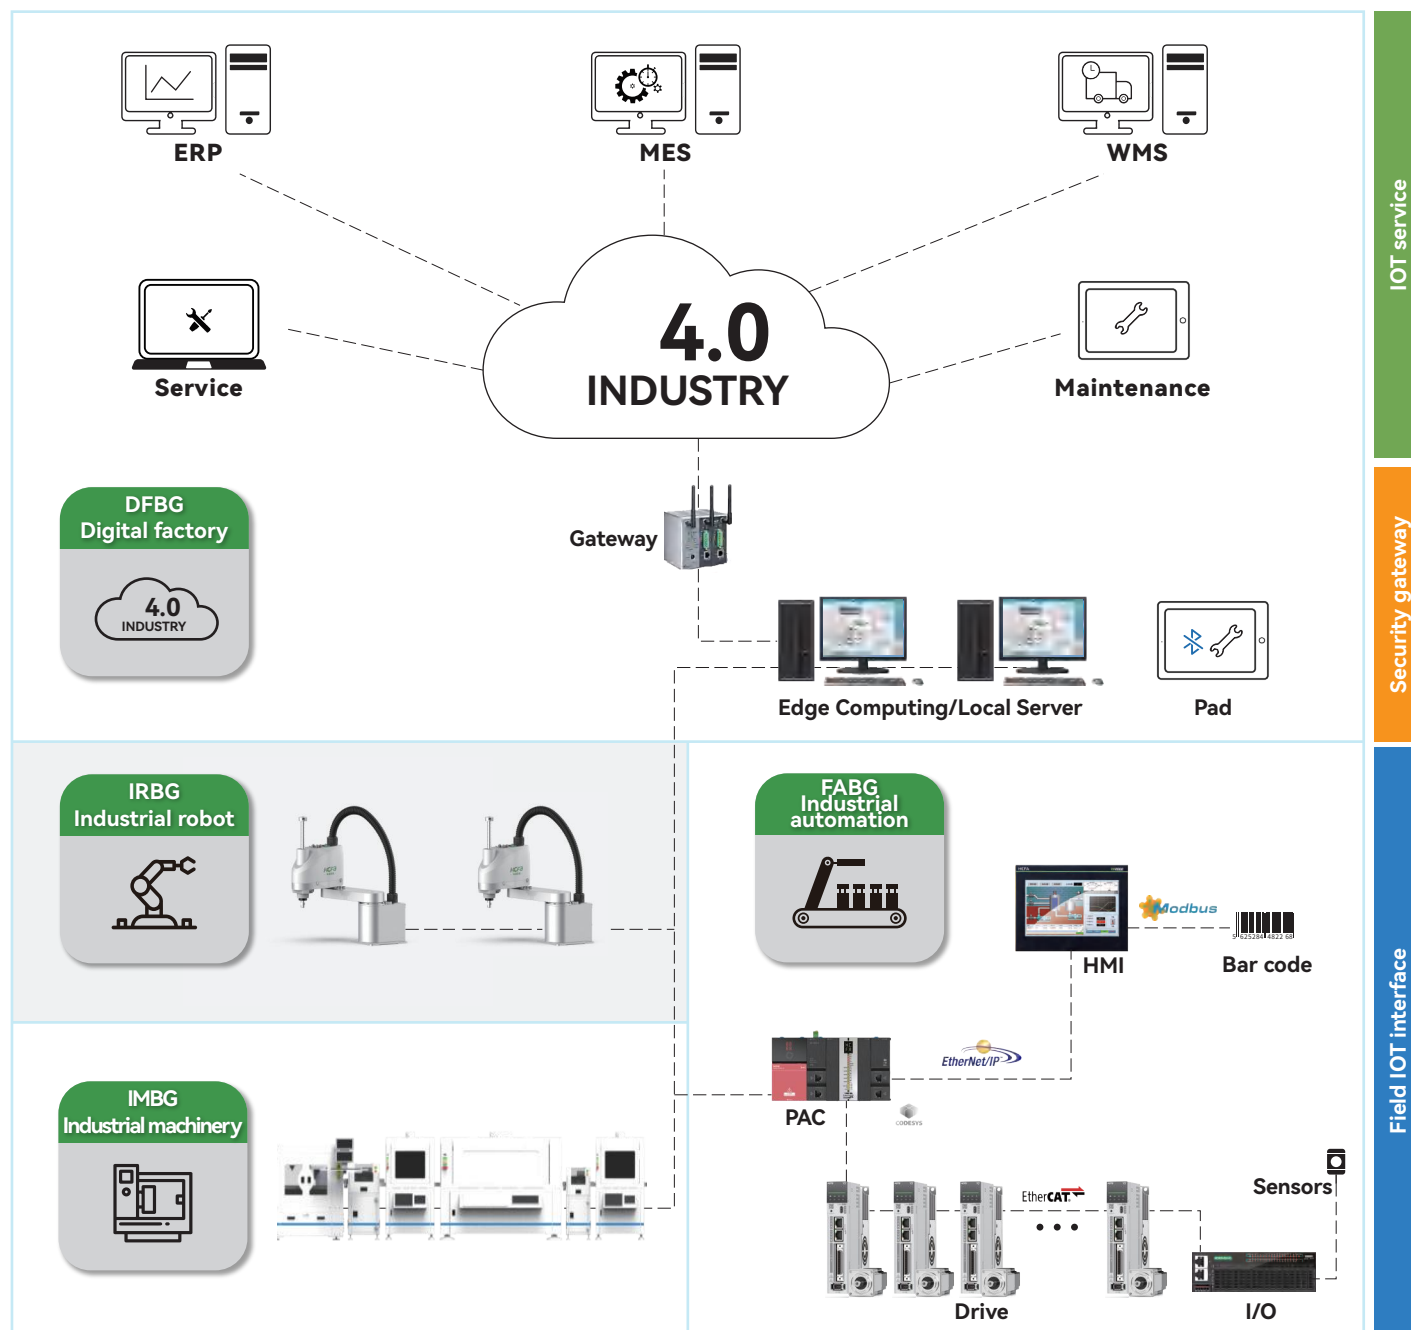 ERP
MES
WMS
IOT service
4.0
INDUSTRY
Service
Maintenance
DFBG
Digital factory
4.0
INDUSTRY
Gateway
Security gateway
Edge Computing/Local Server
Pad
IRBG
Industrial robot
HCFA
FABG
Industrial
automation
Modbus
HMI
Bar code
Field IOT interface
EtherNet/IP
PAC
CODESYS
IMBG
Industrial machinery
EtherCAT
Sensors
Drive
I/O